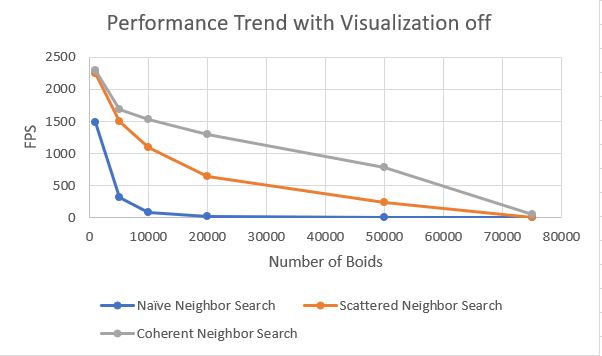 Performance Trend with Visualization off
2500
2000
1500
1000
500
0
FPS
0 10000 20000 30000 40000 50000 60000 70000 80000
Number of Boids
Naïve Neighbor Search Scattered Neighbor Search
Coherent Neighbor Search